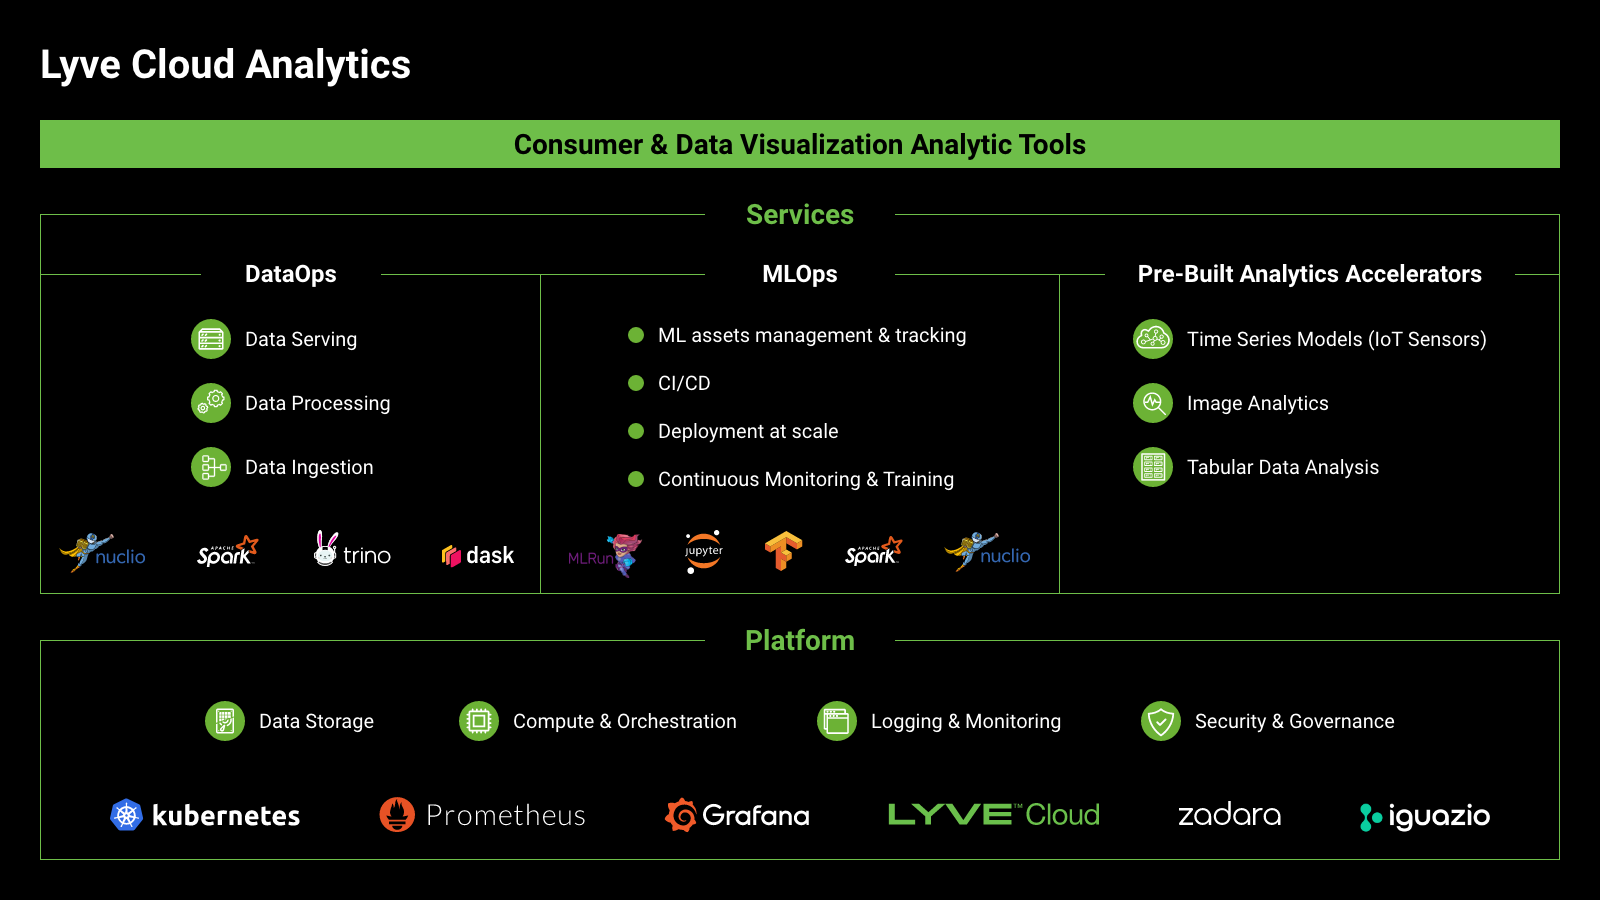 Lyve Cloud Analytics
Consumer & Data Visualization Analytic Tools
Services
DataOps
Data Serving
Data Processing
Data Ingestion
nuclio
APACHE
Spark
trino
dask
MLOps
ML assets management & tracking
CI/CD
Deployment at scale
Continuous Monitoring & Training
MLRun
jupyter
APACHE
Spark
nuclio
Pre-Built Analytics Accelerators
Time Series Models (IoT Sensors)
Image Analytics
Tabular Data Analysis
Platform
Data Storage
Compute & Orchestration
Logging & Monitoring
Security & Governance
kubernetes
Prometheus
Grafana
LYVE™ Cloud
zadara
iguazio